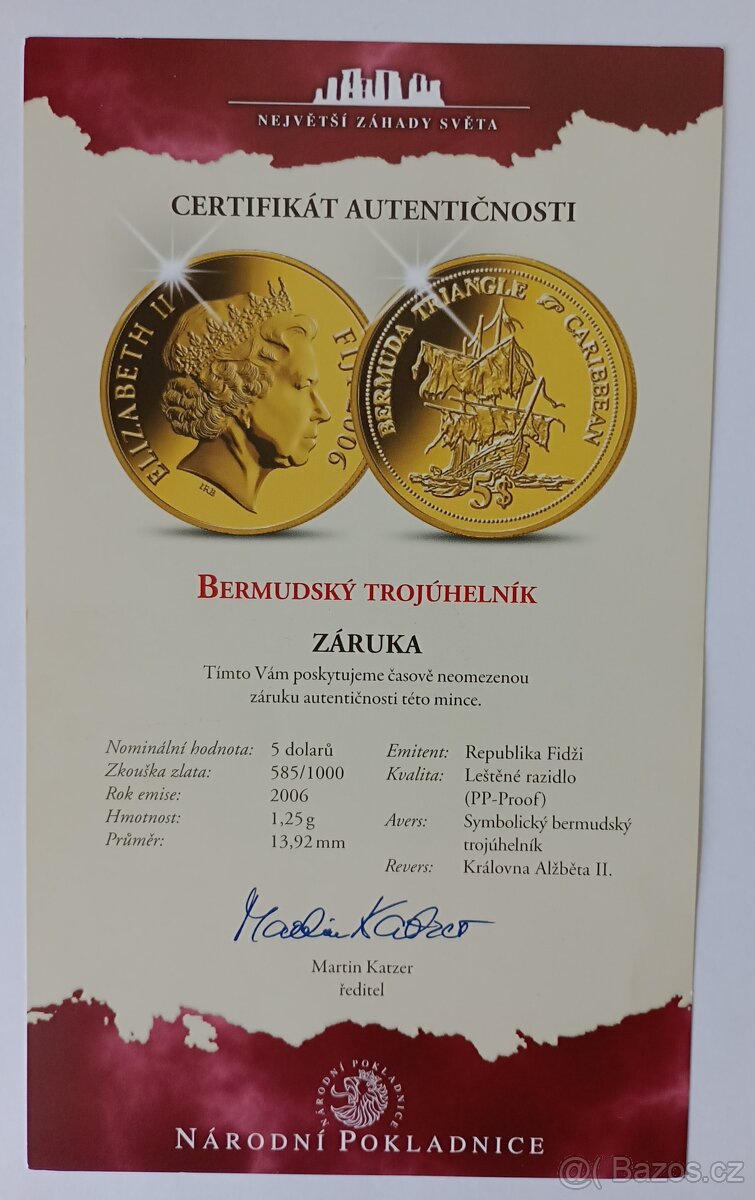 NEJVĚTŠÍ ZÁHADY SVĚTA
CERTIFIKÁT AUTENTIČNOSTI
ELIZABETH II
FIJI 2006
IRB
BERMUDA TRIANGLE & CARIBBEAN
5$
BERMUDSKÝ TROJÚHELNÍK
ZÁRUKA
Tímto Vám poskytujeme časově neomezenou
záruku autentičnosti této mince.
Nominální hodnota: 5 dolarů
Zkouška zlata: 585/1000
Rok emise: 2006
Hmotnost: 1,25 g
Průměr: 13,92 mm
Emitent: Republika Fidži
Kvalita: Leštěné razidlo
(PP-Proof)
Avers: Symbolický bermudský
trojúhelník
Revers: Královna Alžběta II.
Martin Katzer
Martin Katzer
ředitel
NÁRODNÍ POKLADNICE
NÁRODNÍ POKLADNICE
@( Bazos.cz